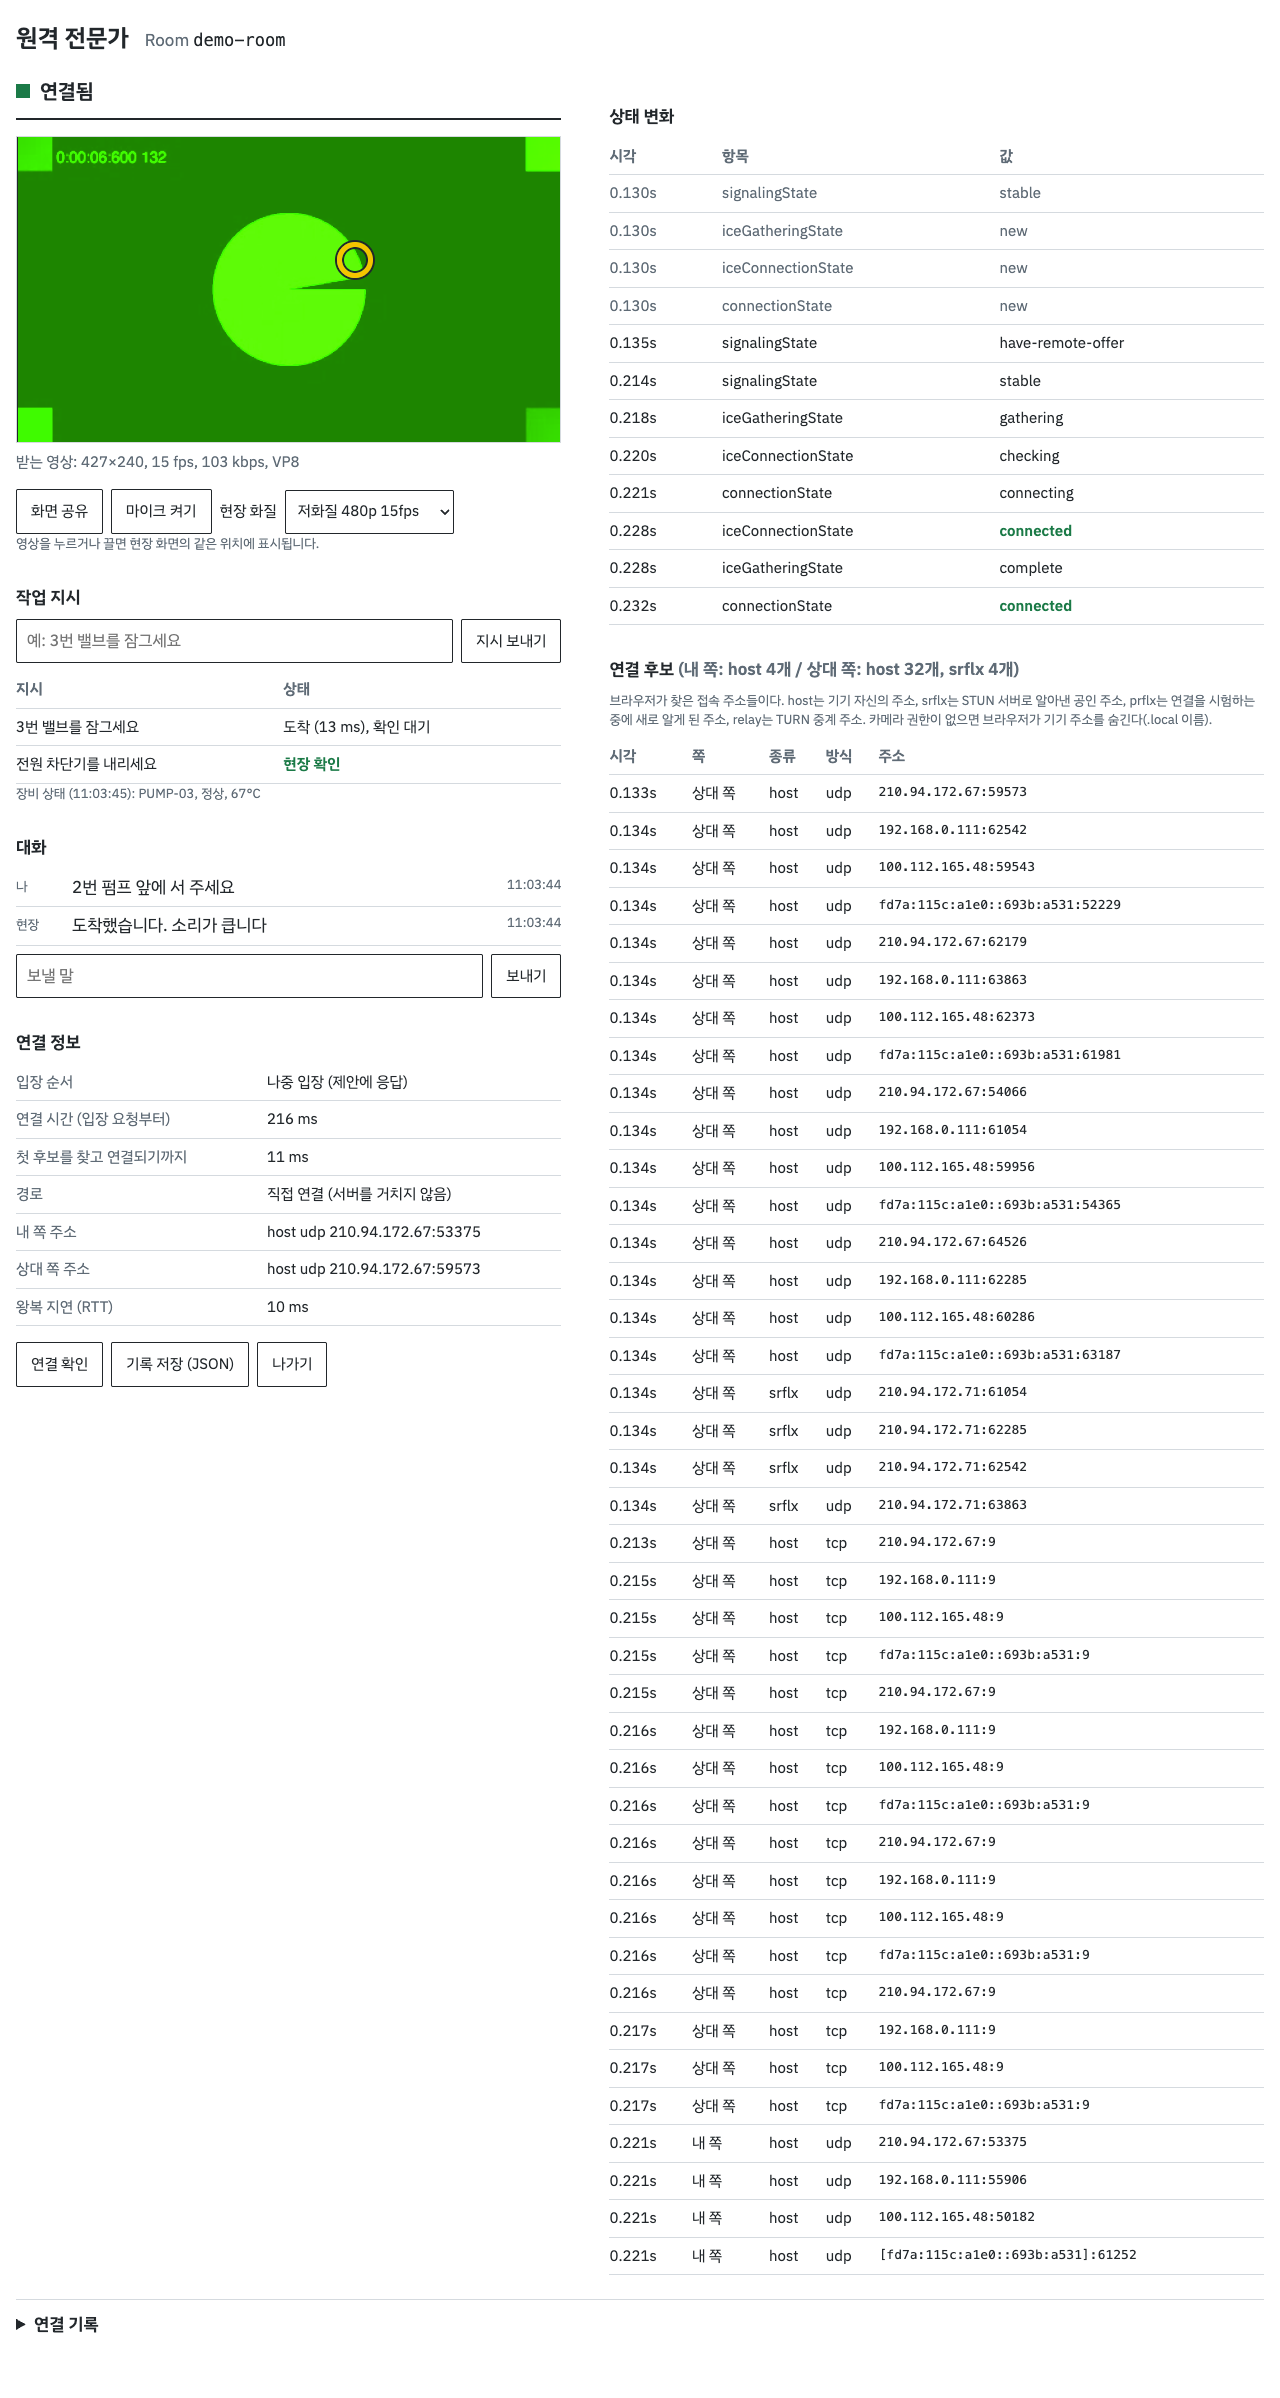 원격 전문가 Room demo-room
연결됨
0:00:06:600 132
받는 영상: 427×240, 15 fps, 103 kbps, VP8
화면 공유 마이크 켜기 현장 화질 저화질 480p 15fps
영상을 누르거나 끌면 현장 화면의 같은 위치에 표시됩니다.
작업 지시
예: 3번 밸브를 잠그세요 지시 보내기
지시 상태
3번 밸브를 잠그세요 도착 (13 ms), 확인 대기
전원 차단기를 내리세요 현장 확인
장비 상태 (11:03:45): PUMP-03, 정상, 67°C
대화
나 2번 펌프 앞에 서 주세요 11:03:44
현장 도착했습니다. 소리가 큽니다 11:03:44
보낼 말 보내기
연결 정보
입장 순서 나중 입장 (제안에 응답)
연결 시간 (입장 요청부터) 216 ms
첫 후보를 찾고 연결되기까지 11 ms
경로 직접 연결 (서버를 거치지 않음)
내 쪽 주소 host udp 210.94.172.67:53375
상대 쪽 주소 host udp 210.94.172.67:59573
왕복 지연 (RTT) 10 ms
연결 확인 기록 저장 (JSON) 나가기
상태 변화
시각 항목 값
0.130s signalingState stable
0.130s iceGatheringState new
0.130s iceConnectionState new
0.130s connectionState new
0.135s signalingState have-remote-offer
0.214s signalingState stable
0.218s iceGatheringState gathering
0.220s iceConnectionState checking
0.221s connectionState connecting
0.228s iceConnectionState connected
0.228s iceGatheringState complete
0.232s connectionState connected
연결 후보 (내 쪽: host 4개 / 상대 쪽: host 32개, srflx 4개)
브라우저가 찾은 접속 주소들이다. host는 기기 자신의 주소, srflx는 STUN 서버로 알아낸 공인 주소, prflx는 연결을 시험하는
중에 새로 알게 된 주소, relay는 TURN 중계 주소. 카메라 권한이 없으면 브라우저가 기기 주소를 숨긴다(.local 이름).
시각 쪽 종류 방식 주소
0.133s 상대 쪽 host udp 210.94.172.67:59573
0.134s 상대 쪽 host udp 192.168.0.111:62542
0.134s 상대 쪽 host udp 100.112.165.48:59543
0.134s 상대 쪽 host udp fd7a:115c:a1e0::693b:a531:52229
0.134s 상대 쪽 host udp 210.94.172.67:62179
0.134s 상대 쪽 host udp 192.168.0.111:63863
0.134s 상대 쪽 host udp 100.112.165.48:62373
0.134s 상대 쪽 host udp fd7a:115c:a1e0::693b:a531:61981
0.134s 상대 쪽 host udp 210.94.172.67:54066
0.134s 상대 쪽 host udp 192.168.0.111:61054
0.134s 상대 쪽 host udp 100.112.165.48:59956
0.134s 상대 쪽 host udp fd7a:115c:a1e0::693b:a531:54365
0.134s 상대 쪽 host udp 210.94.172.67:64526
0.134s 상대 쪽 host udp 192.168.0.111:62285
0.134s 상대 쪽 host udp 100.112.165.48:60286
0.134s 상대 쪽 host udp fd7a:115c:a1e0::693b:a531:63187
0.134s 상대 쪽 srflx udp 210.94.172.71:61054
0.134s 상대 쪽 srflx udp 210.94.172.71:62285
0.134s 상대 쪽 srflx udp 210.94.172.71:62542
0.134s 상대 쪽 srflx udp 210.94.172.71:63863
0.213s 상대 쪽 host tcp 210.94.172.67:9
0.215s 상대 쪽 host tcp 192.168.0.111:9
0.215s 상대 쪽 host tcp 100.112.165.48:9
0.215s 상대 쪽 host tcp fd7a:115c:a1e0::693b:a531:9
0.215s 상대 쪽 host tcp 210.94.172.67:9
0.216s 상대 쪽 host tcp 192.168.0.111:9
0.216s 상대 쪽 host tcp 100.112.165.48:9
0.216s 상대 쪽 host tcp fd7a:115c:a1e0::693b:a531:9
0.216s 상대 쪽 host tcp 210.94.172.67:9
0.216s 상대 쪽 host tcp 192.168.0.111:9
0.216s 상대 쪽 host tcp 100.112.165.48:9
0.216s 상대 쪽 host tcp fd7a:115c:a1e0::693b:a531:9
0.216s 상대 쪽 host tcp 210.94.172.67:9
0.217s 상대 쪽 host tcp 192.168.0.111:9
0.217s 상대 쪽 host tcp 100.112.165.48:9
0.217s 상대 쪽 host tcp fd7a:115c:a1e0::693b:a531:9
0.221s 내 쪽 host udp 210.94.172.67:53375
0.221s 내 쪽 host udp 192.168.0.111:55906
0.221s 내 쪽 host udp 100.112.165.48:50182
0.221s 내 쪽 host udp [fd7a:115c:a1e0::693b:a531]:61252
연결 기록